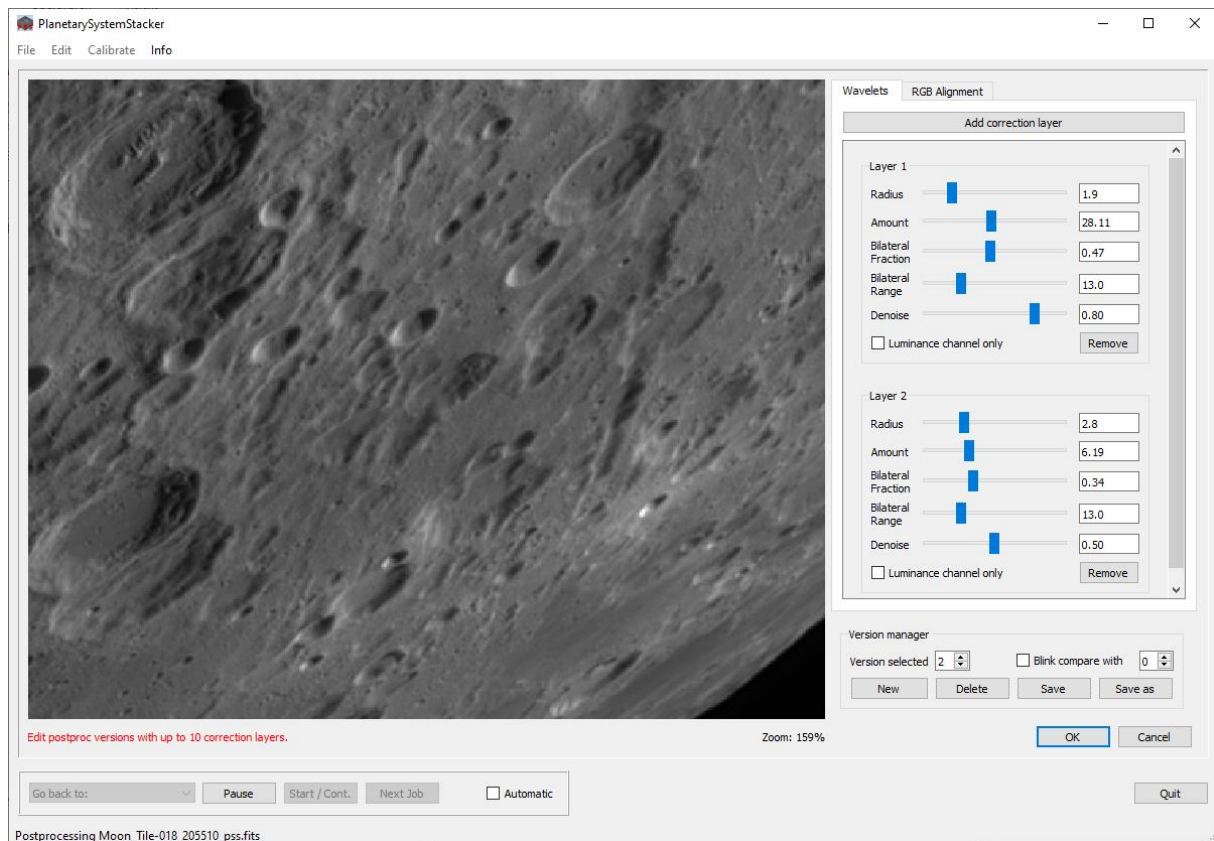 PlanetarySystemStacker
File Edit Calibrate Info
Wavelets RGB Alignment
Add correction layer
Layer 1
Radius 1.9
Amount 28.11
Bilateral Fraction 0.47
Bilateral Range 13.0
Denoise 0.80
Luminance channel only Remove
Layer 2
Radius 2.8
Amount 6.19
Bilateral Fraction 0.34
Bilateral Range 13.0
Denoise 0.50
Luminance channel only Remove
Version manager
Version selected 2 Blink compare with 0
New Delete Save Save as
Edit postproc versions with up to 10 correction layers. Zoom: 159% OK Cancel
Go back to: Pause Start / Cont. Next Job Automatic Quit
Postprocessing Moon_Tile-018_205510_pss.fits